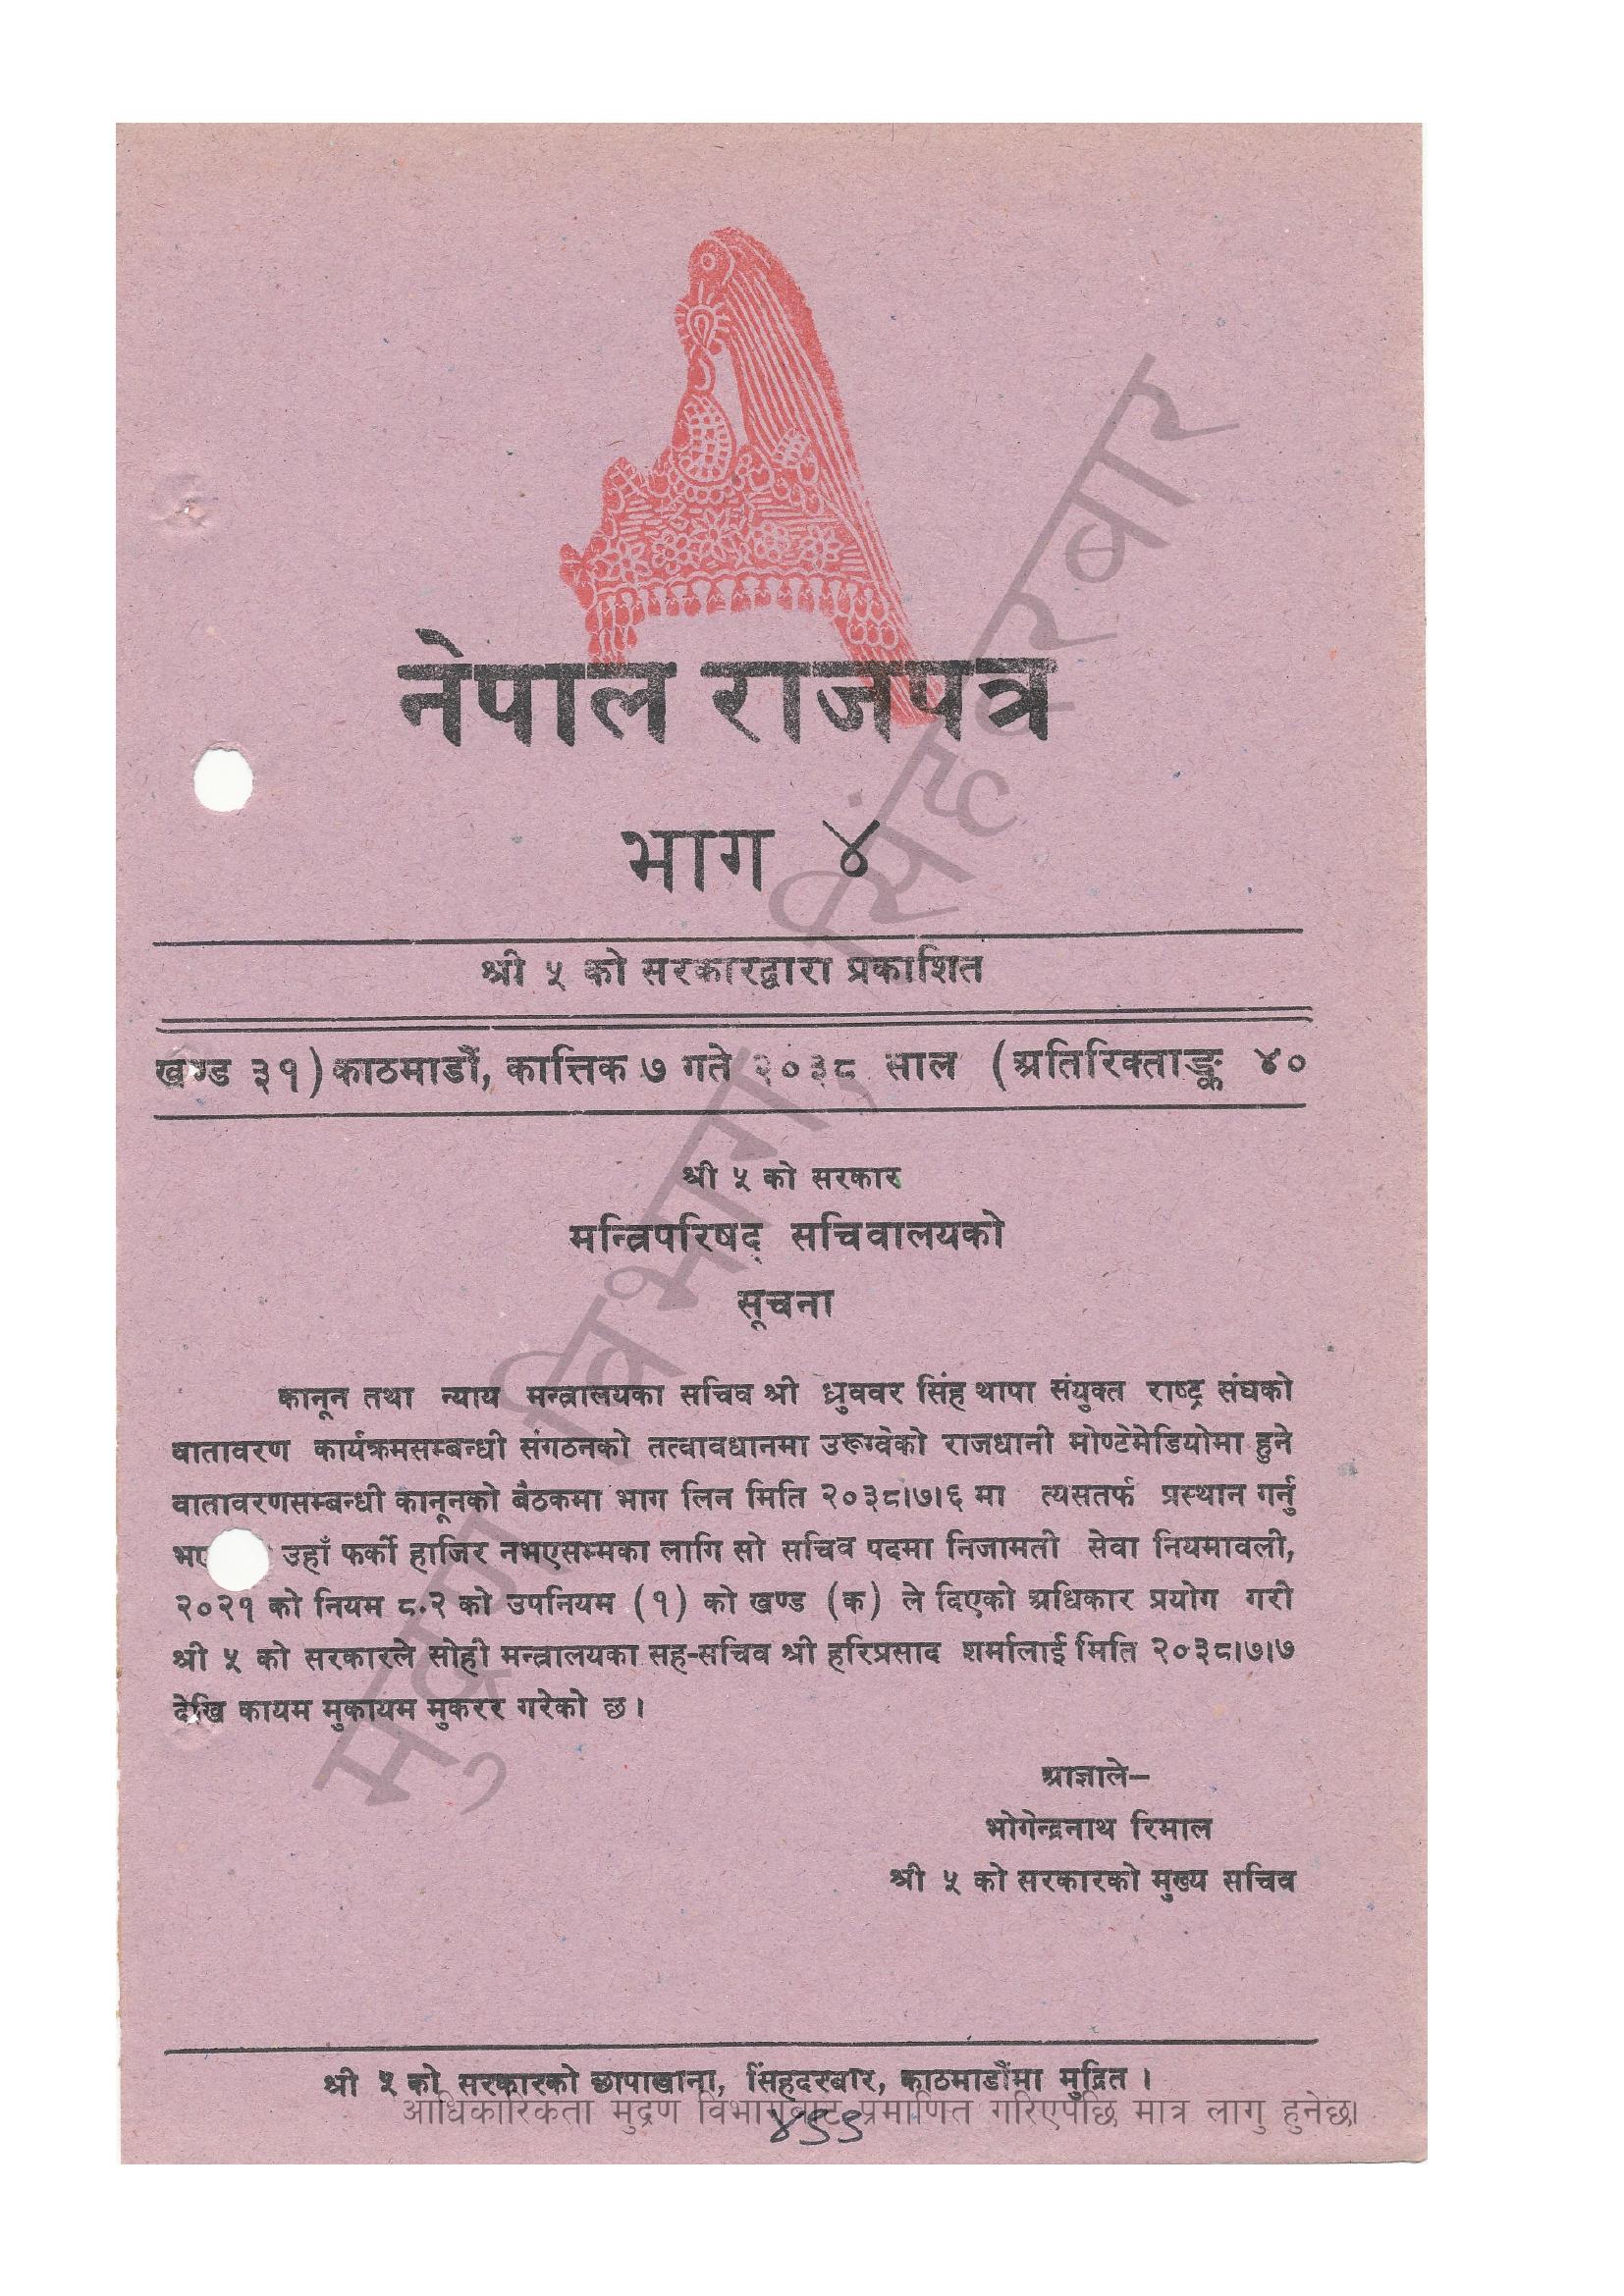 नेपाल राजपत्र
भाग ४
श्री ५ को सरकारद्वारा प्रकाशित
खण्ड ३१) काठमाडौं, कात्तिक ७ गते २०३८ साल (अतिरिक्ताङ्क ४०
श्री ५ को सरकार
मन्त्रिपरिषद् सचिवालयको
सूचना
कानून तथा न्याय मन्त्रालयका सचिव श्री ध्रुववर सिंह थापा संयुक्त राष्ट्र संघको
वातावरण कार्यक्रमसम्बन्धी संगठनको तत्वावधानमा उरूग्वेको राजधानी मोण्टेमेडियोमा हुने
वातावरणसम्बन्धी कानूनको बैठकमा भाग लिन मिति २०३८।७।६ मा त्यसतर्फ प्रस्थान गर्नु
उहाँ फर्की हाजिर नभएसम्मका लागि सो सचिव पदमा निजामती सेवा नियमावली,
२०२१ को नियम ८.२ को उपनियम (१) को खण्ड (क) ले दिएको अधिकार प्रयोग गरी
श्री ५ को सरकारले सोही मन्त्रालयका सह-सचिव श्री हरिप्रसाद शर्मालाई मिति २०३८।७।७
देखि कायम मुकायम मुकरर गरेको छ।
आज्ञाले—
भोगेन्द्रनाथ रिमाल
श्री ५ को सरकारको मुख्य सचिव
श्री ५ को सरकारको छापाखाना, सिंहदरबार, काठमाडौंमा मुद्रित।
आधिकारिकता मुद्रण विभागबाट प्रमाणित गरिएपछि मात्र लागु हुनेछ।
मुद्रण विभाग, सिंहदरबार